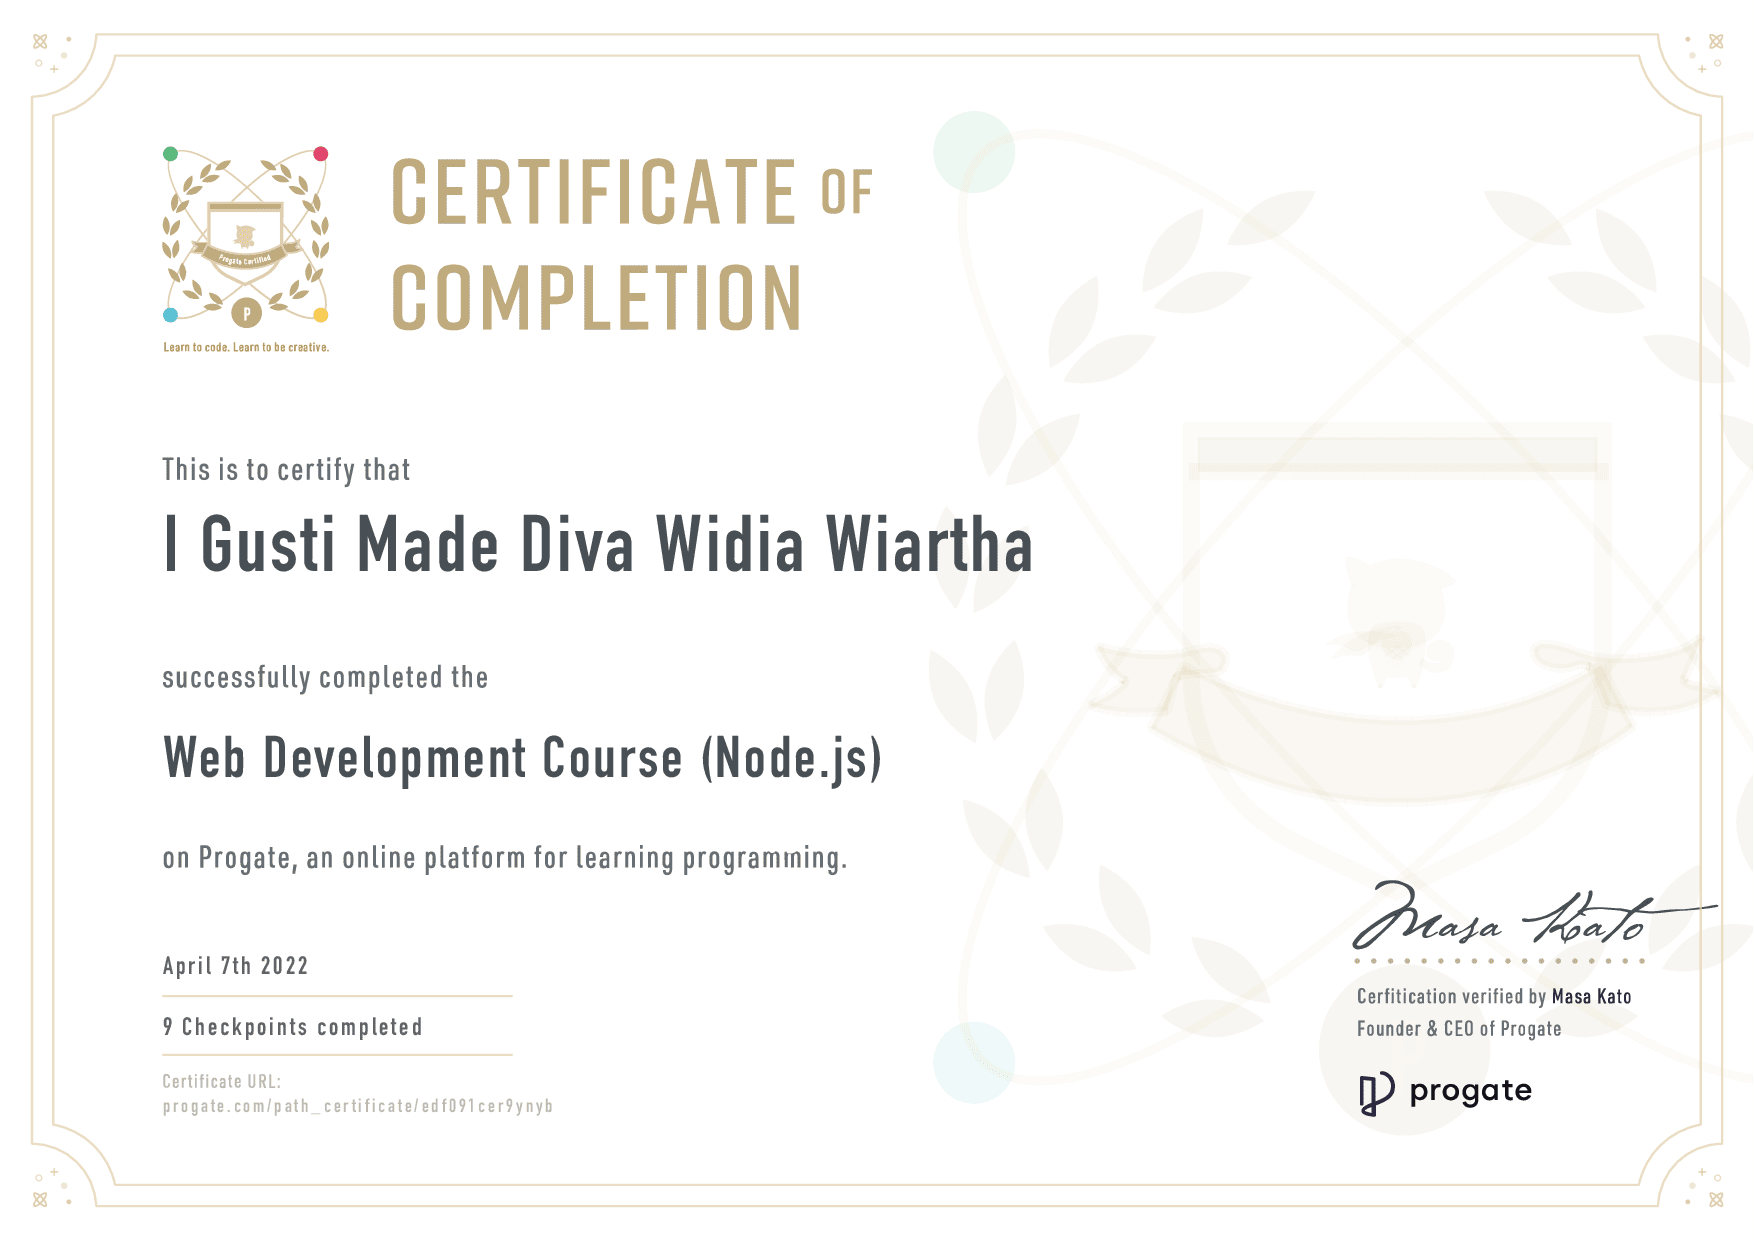 CERTIFICATE OF
COMPLETION
Progate Certified
P
Learn to code. Learn to be creative.
This is to certify that
I Gusti Made Diva Widia Wiartha
successfully completed the
Web Development Course (Node.js)
on Progate, an online platform for learning programming.
April 7th 2022
9 Checkpoints completed
Certificate URL:
progate.com/path_certificate/edf091cer9ynyb
Masa Kato
Cerfitication verified by Masa Kato
Founder & CEO of Progate
progate